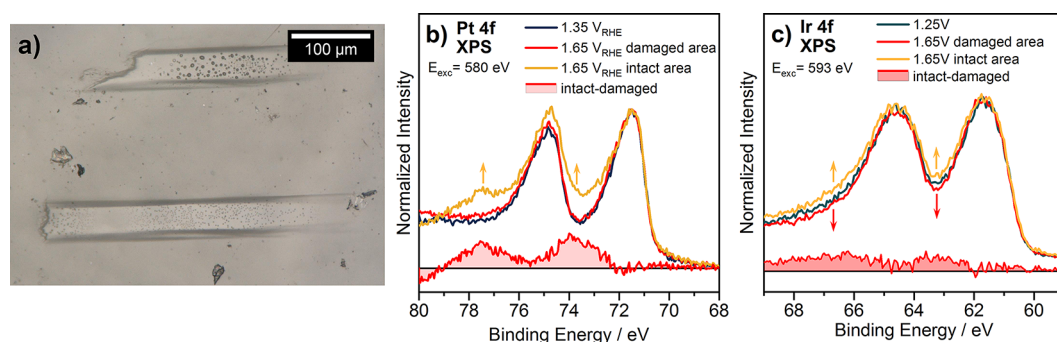 a)
100 µm
b)
Pt 4f
XPS
E_exc= 580 eV
1.35 V_RHE
1.65 V_RHE damaged area
1.65 V_RHE intact area
intact-damaged
Normalized Intensity
80 78 76 74 72 70 68
Binding Energy / eV
c)
Ir 4f
XPS
E_exc= 593 eV
1.25V
1.65V damaged area
1.65V intact area
intact-damaged
Normalized Intensity
68 66 64 62 60
Binding Energy / eV